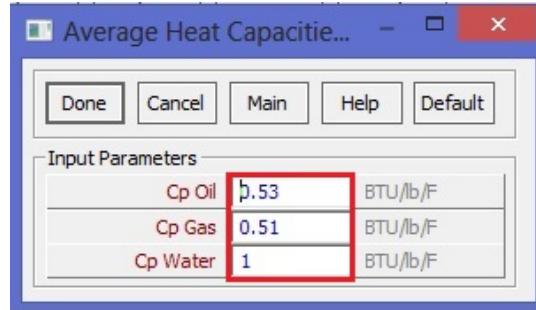 Average Heat Capacitie...
Done Cancel Main Help Default
Input Parameters
Cp Oil 0.53 BTU/lb/F
Cp Gas 0.51 BTU/lb/F
Cp Water 1 BTU/lb/F